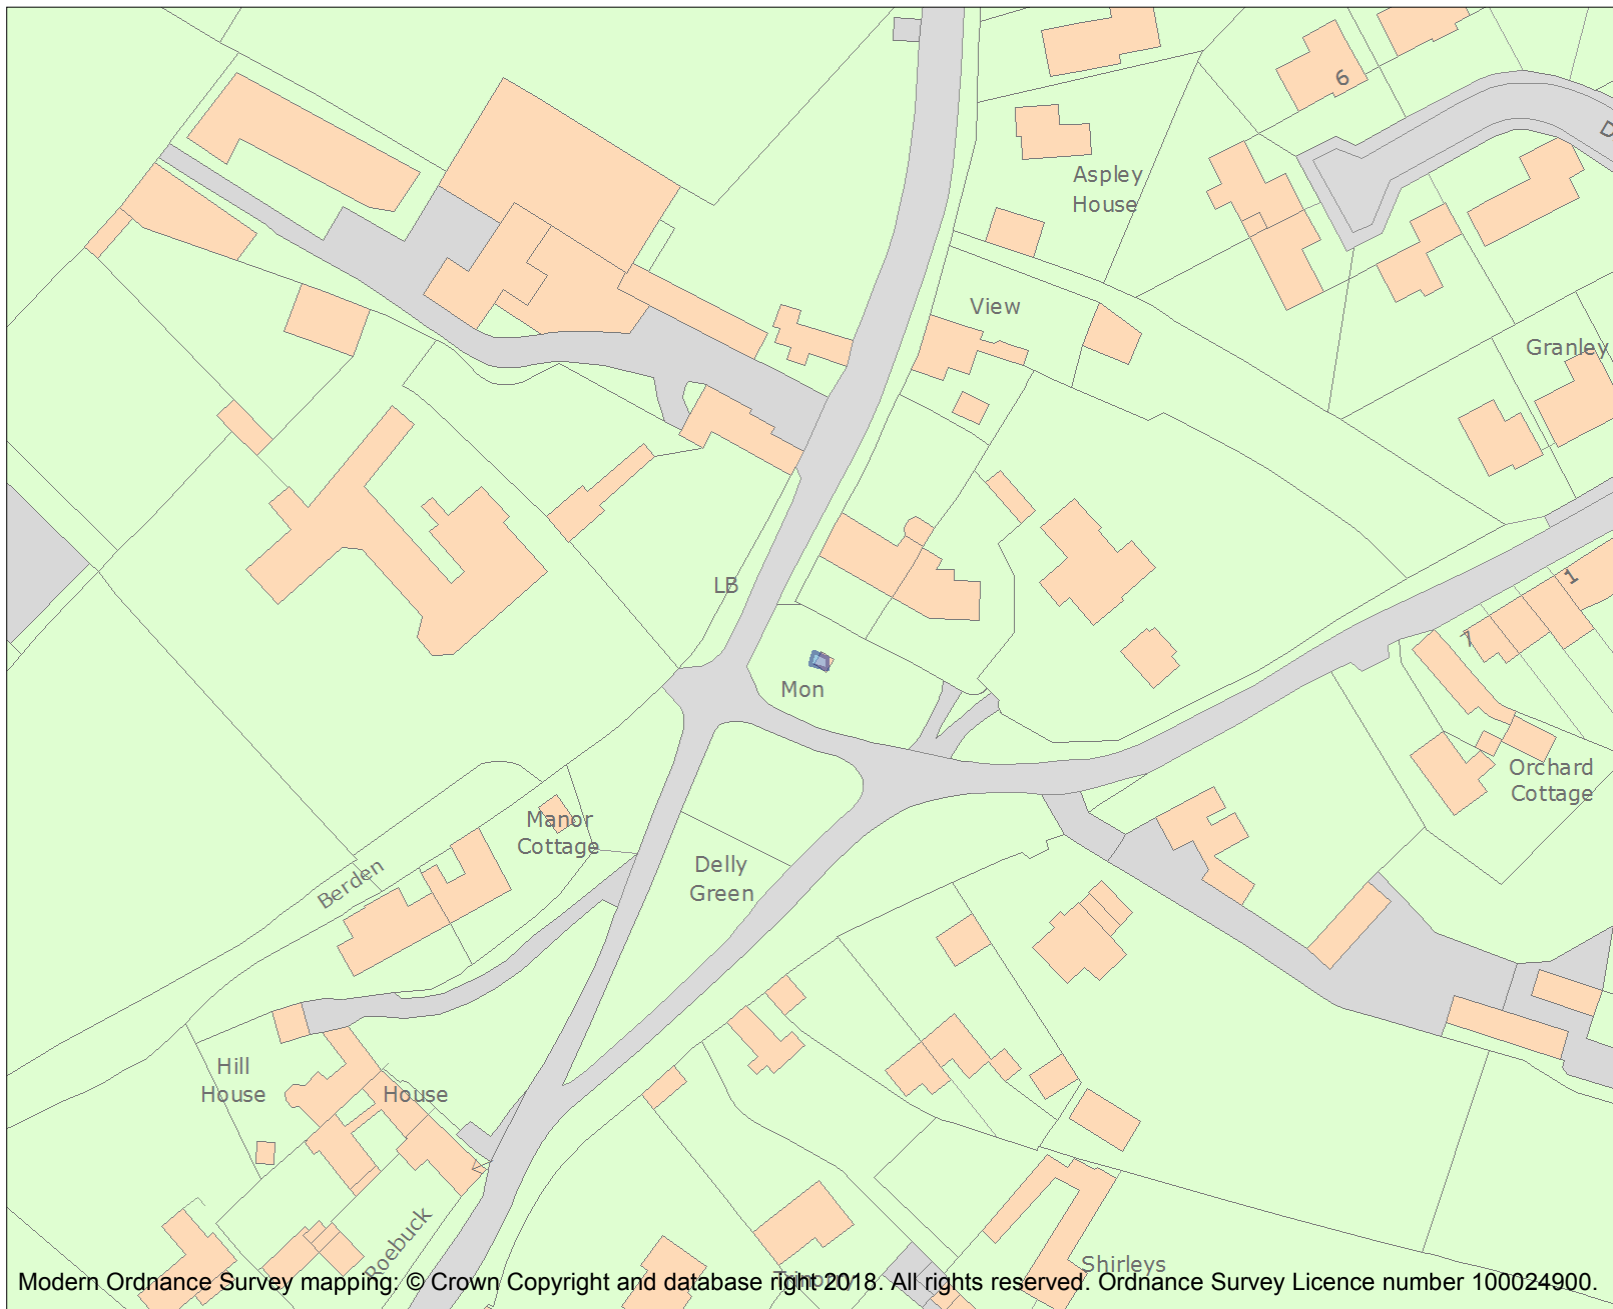 6
D
Aspley
House
View
Granley
LB
1
7
Mon
Orchard
Cottage
Manor
Cottage
Delly
Green
Berden
Hill
House
House
Roebuck
Shirleys
Modern Ordnance Survey mapping: © Crown Copyright and database right 2018. All rights reserved. Ordnance Survey Licence number 100024900.